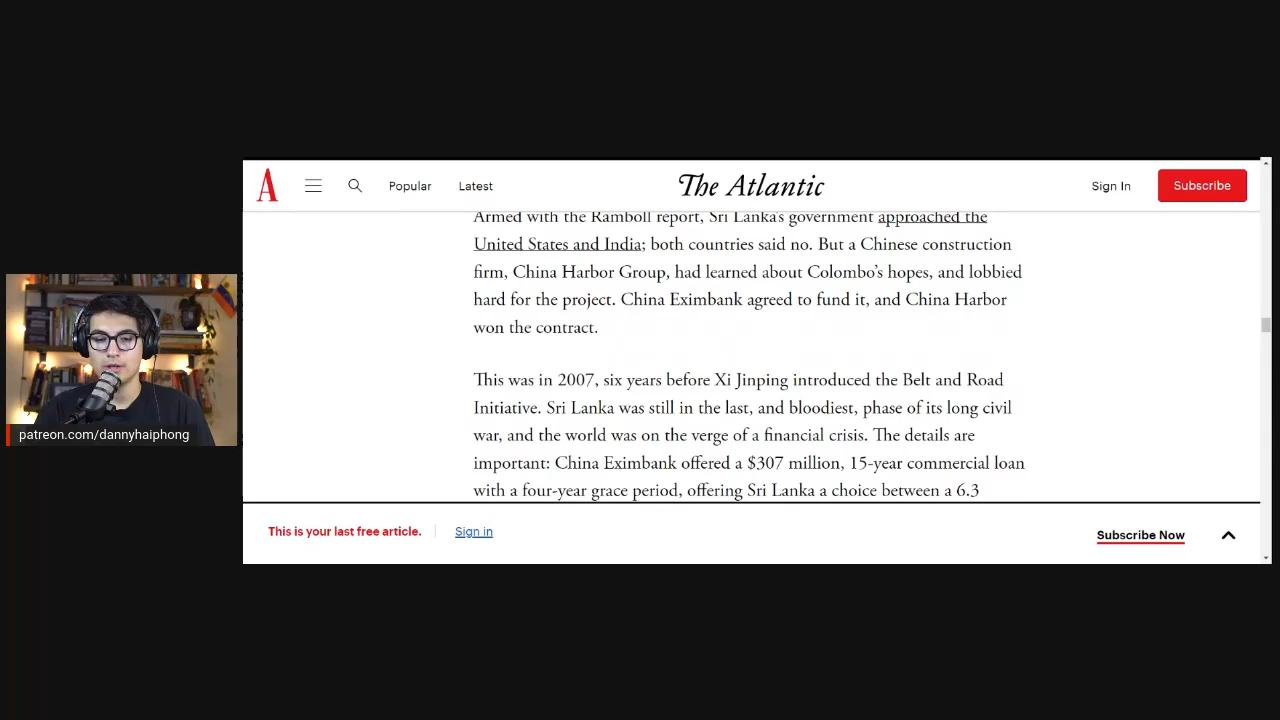 A
Popular
Latest
The Atlantic
Sign In
Subscribe
Armed with the Ramboll report, Sri Lanka's government approached the
United States and India; both countries said no. But a Chinese construction
firm, China Harbor Group, had learned about Colombo's hopes, and lobbied
hard for the project. China Eximbank agreed to fund it, and China Harbor
won the contract.
This was in 2007, six years before Xi Jinping introduced the Belt and Road
Initiative. Sri Lanka was still in the last, and bloodiest, phase of its long civil
war, and the world was on the verge of a financial crisis. The details are
important: China Eximbank offered a $307 million, 15-year commercial loan
with a four-year grace period, offering Sri Lanka a choice between a 6.3
This is your last free article.
Sign in
Subscribe Now
patreon.com/dannyhaiphong